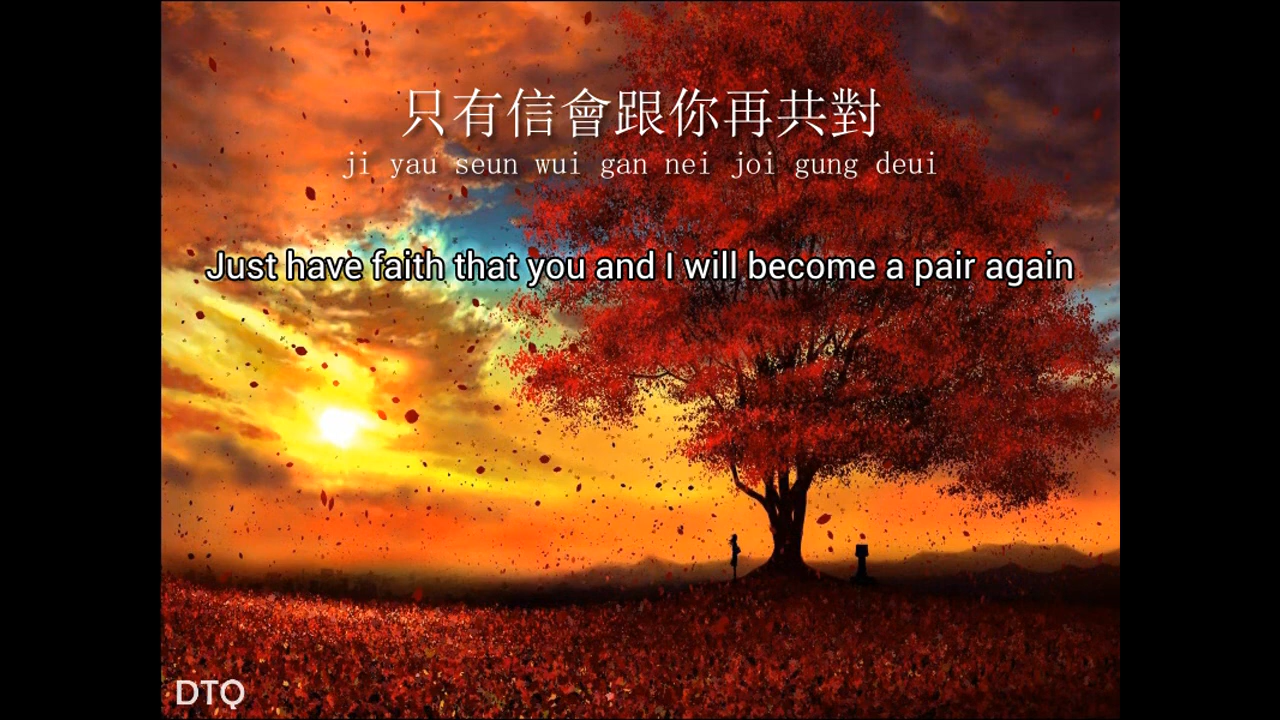 只有信會跟你再共對
ji yau seun wui gan nei joi gung deui
Just have faith that you and I will become a pair again
DTQ